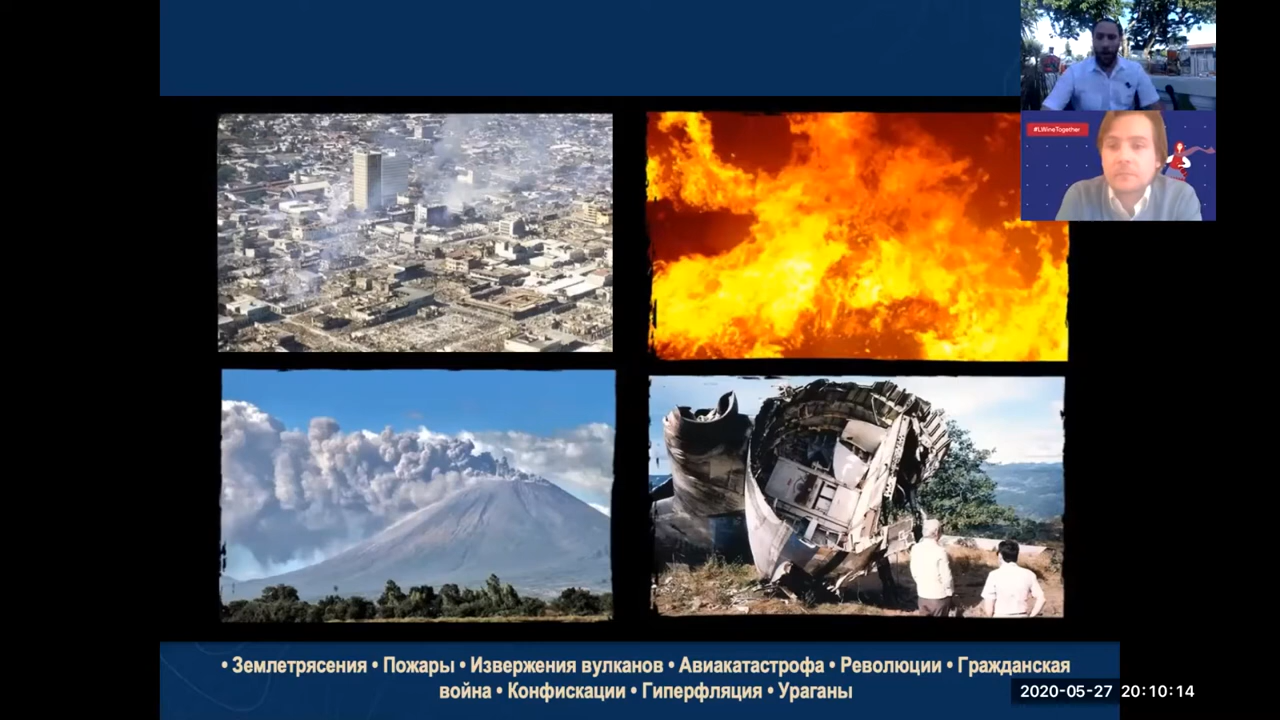 #LWineTogether
• Землетрясения • Пожары • Извержения вулканов • Авиакатастрофа • Революции • Гражданская
война • Конфискации • Гиперфляция • Ураганы
2020-05-27 20:10:14